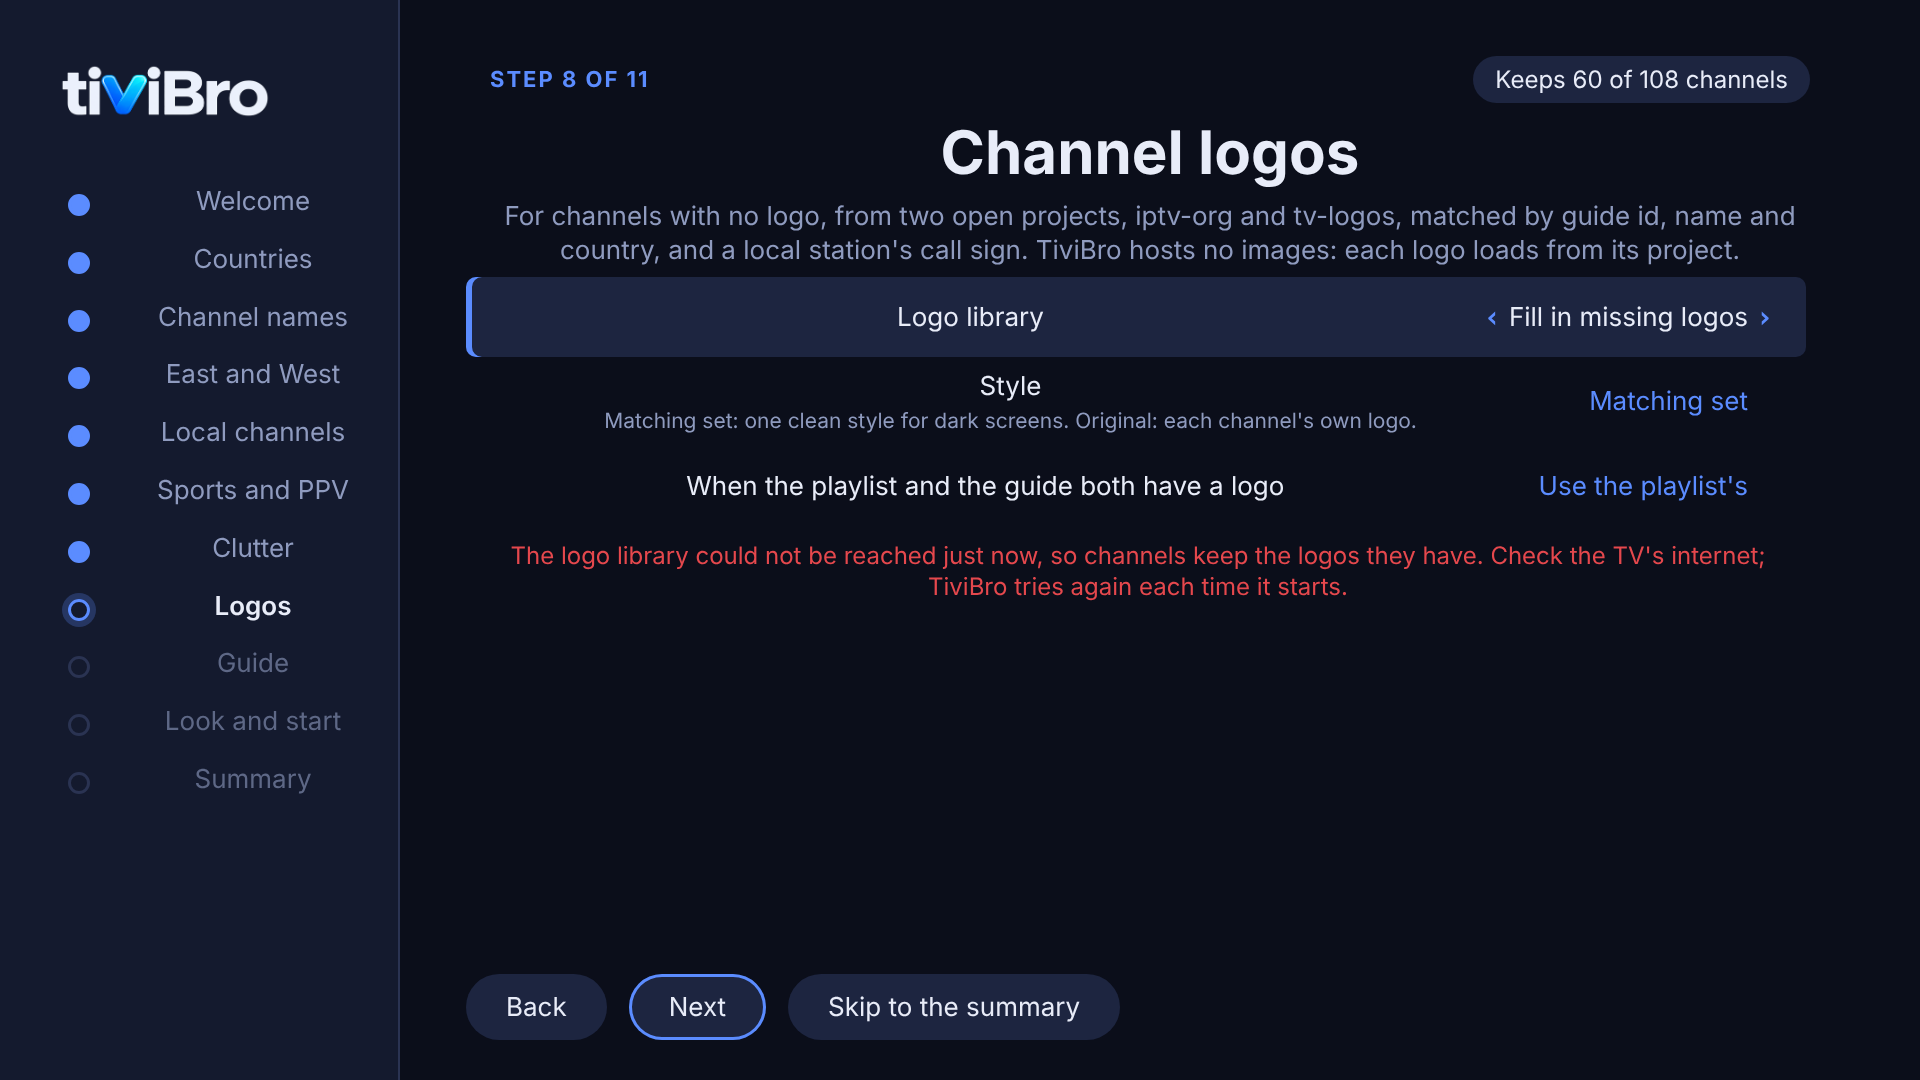 tiviBro
Welcome
Countries
Channel names
East and West
Local channels
Sports and PPV
Clutter
Logos
Guide
Look and start
Summary
STEP 8 OF 11
Keeps 60 of 108 channels
Channel logos
For channels with no logo, from two open projects, iptv-org and tv-logos, matched by guide id, name and
country, and a local station's call sign. TiviBro hosts no images: each logo loads from its project.
Logo library
‹ Fill in missing logos ›
Style
Matching set: one clean style for dark screens. Original: each channel's own logo.
Matching set
When the playlist and the guide both have a logo
Use the playlist's
The logo library could not be reached just now, so channels keep the logos they have. Check the TV's internet;
TiviBro tries again each time it starts.
Back
Next
Skip to the summary